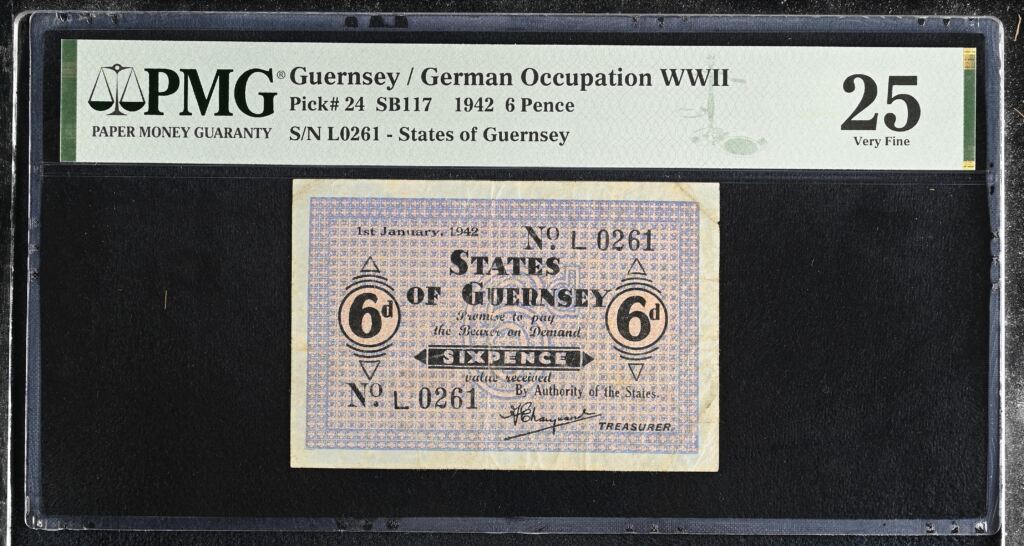 PMG®
PAPER MONEY GUARANTY
Guernsey / German Occupation WWII
Pick# 24 SB117 1942 6 Pence
S/N L0261 - States of Guernsey
25
Very Fine
1st January, 1942
Nº L 0261
STATES
OF GUERNSEY
6d
6d
Promise to pay
the Bearer on Demand
SIXPENCE
value received
By Authority of the States.
Nº L 0261
TREASURER